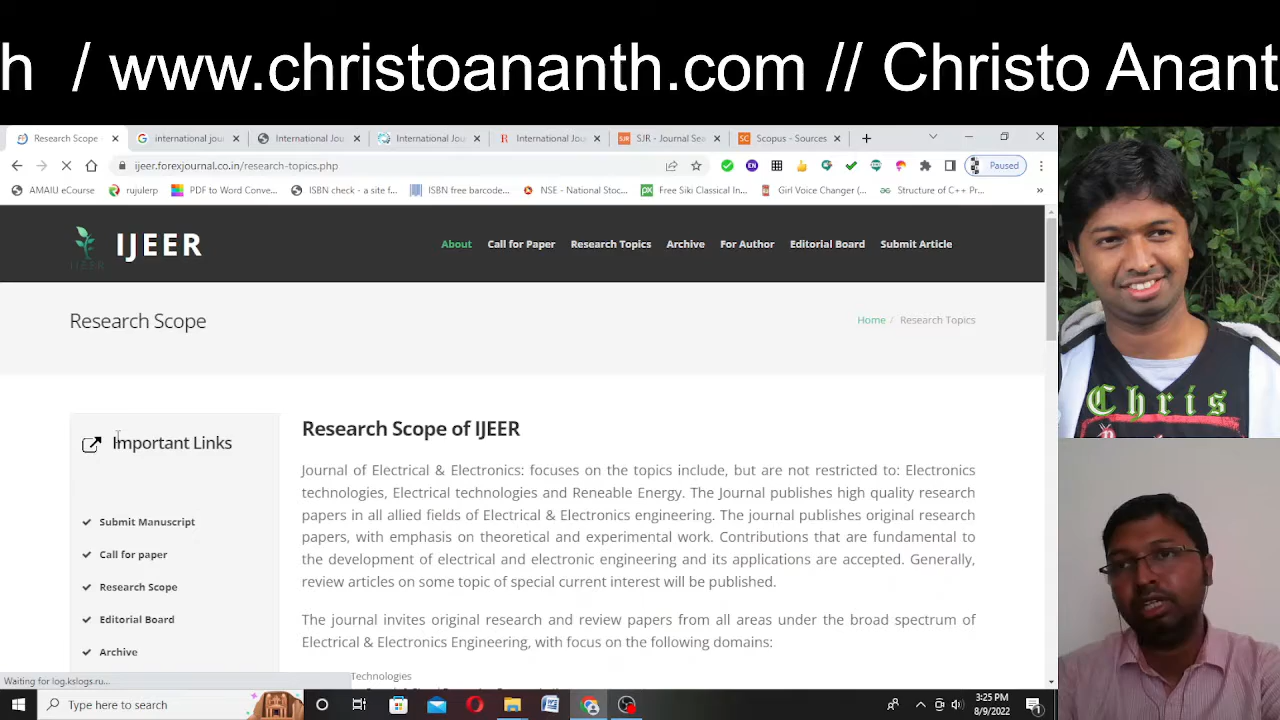 h / www.christoananth.com // Christo Anant
Research Scope -
international jou
International Jou
International Jou
International Jou
SJR - Journal Sea
Scopus - Sources
ijeer.forexjournal.co.in/research-topics.php
Paused
AMAIU eCourse
rujulerp
PDF to Word Conve...
ISBN check - a site f...
ISBN free barcode...
NSE - National Stoc...
Free Siki Classical In...
Girl Voice Changer (...
Structure of C++ Pr...
IJEER
IJEER
About
Call for Paper
Research Topics
Archive
For Author
Editorial Board
Submit Article
Research Scope
Home / Research Topics
Important Links
Submit Manuscript
Call for paper
Research Scope
Editorial Board
Archive
Research Scope of IJEER
Journal of Electrical & Electronics: focuses on the topics include, but are not restricted to: Electronics
technologies, Electrical technologies and Reneable Energy. The Journal publishes high quality research
papers in all allied fields of Electrical & Electronics engineering. The journal publishes original research
papers, with emphasis on theoretical and experimental work. Contributions that are fundamental to
the development of electrical and electronic engineering and its applications are accepted. Generally,
review articles on some topic of special current interest will be published.
The journal invites original research and review papers from all areas under the broad spectrum of
Electrical & Electronics Engineering, with focus on the following domains:
Technologies
Waiting for log.kslogs.ru...
Type here to search
3:25 PM
8/9/2022
1
Chris